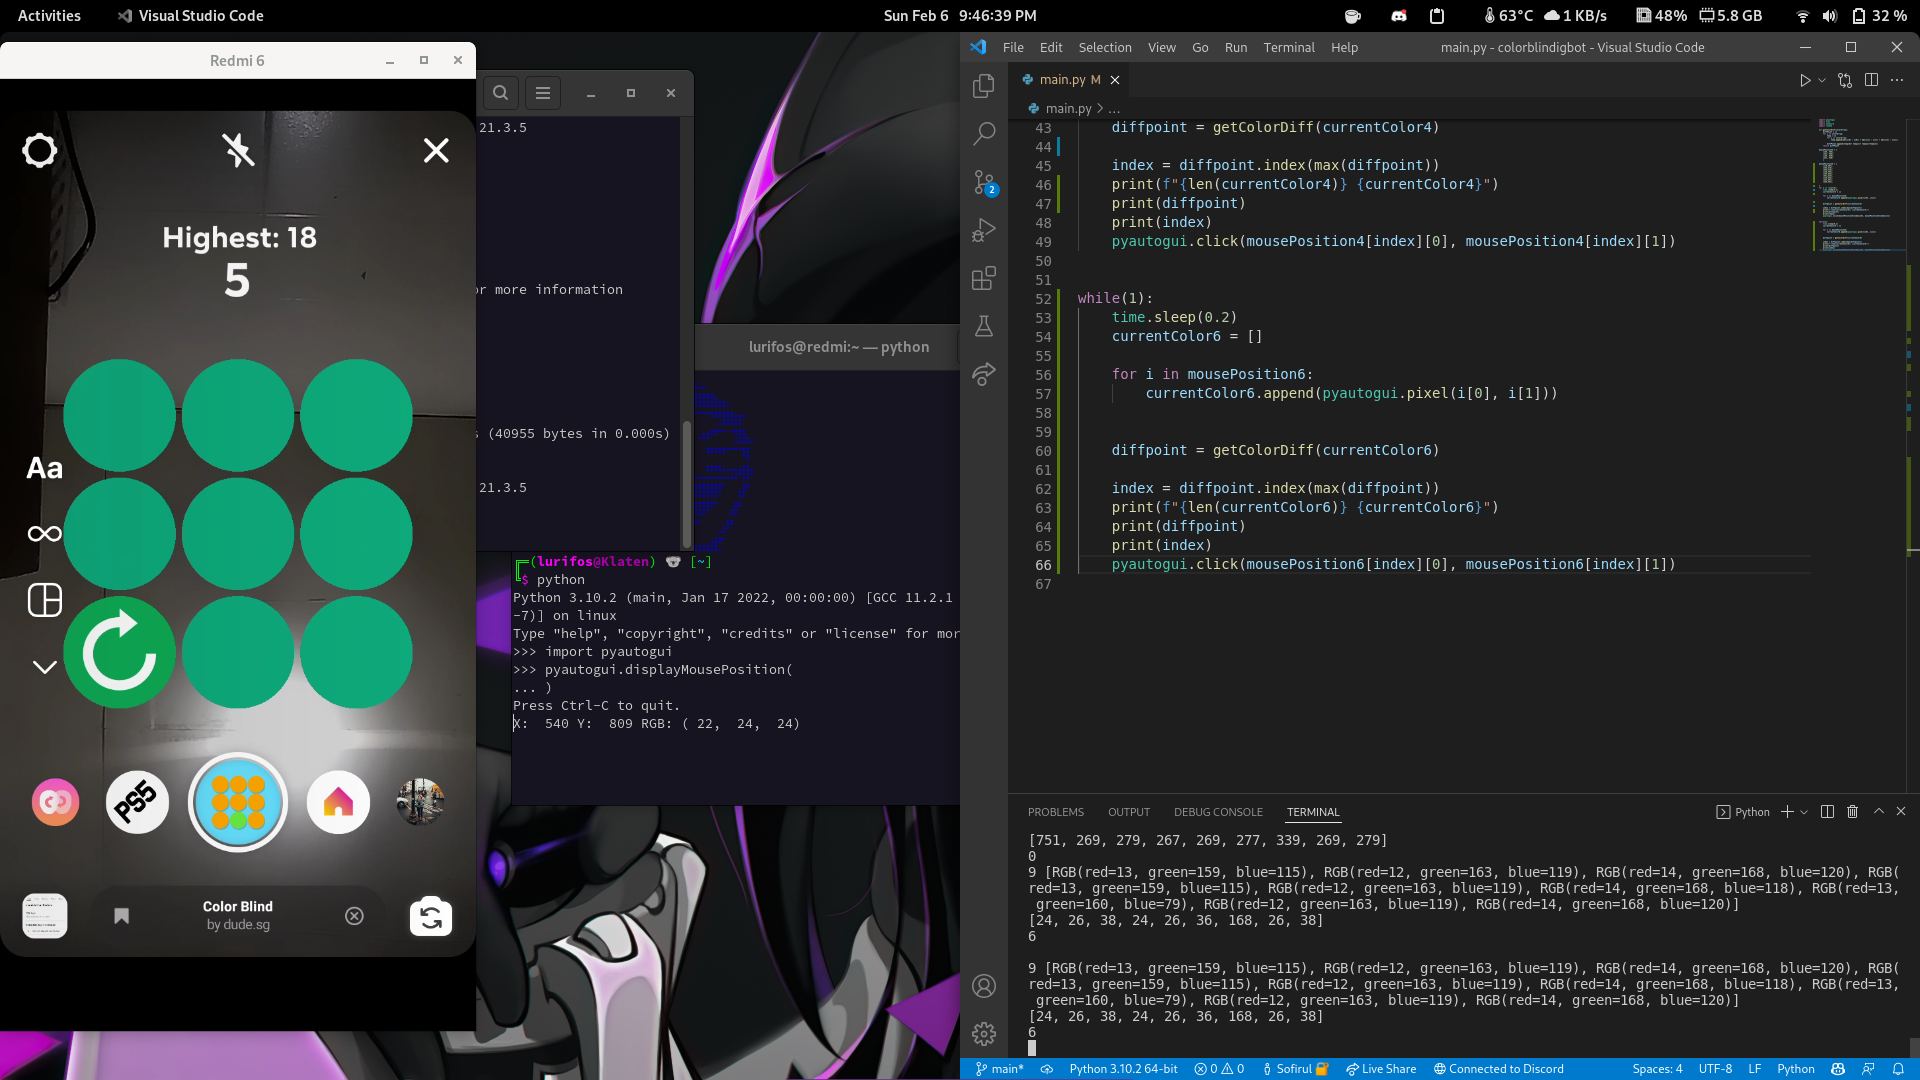 Activities
Visual Studio Code
Sun Feb 6 9:46:39 PM
63°C
1 KB/s
48%
5.8 GB
32 %
Redmi 6
Highest: 18
5
Aa
PS5
Color Blind
by dude.sg
21.3.5
or more information
s (40955 bytes in 0.000s)
21.3.5
lurifos@redmi:~ — python
(lurifos@Klaten) [~]
$ python
Python 3.10.2 (main, Jan 17 2022, 00:00:00) [GCC 11.2.1
-7)] on linux
Type "help", "copyright", "credits" or "license" for mor
>>> import pyautogui
>>> pyautogui.displayMousePosition(
... )
Press Ctrl-C to quit.
X:  540 Y:  809 RGB: ( 22,  24,  24)
File Edit Selection View Go Run Terminal Help
main.py - colorblindigbot - Visual Studio Code
main.py M
main.py > ...
2
43 diffpoint = getColorDiff(currentColor4)
44
45 index = diffpoint.index(max(diffpoint))
46 print(f"{len(currentColor4)} {currentColor4}")
47 print(diffpoint)
48 print(index)
49 pyautogui.click(mousePosition4[index][0], mousePosition4[index][1])
50
51
52 while(1):
53 time.sleep(0.2)
54 currentColor6 = []
55
56 for i in mousePosition6:
57 currentColor6.append(pyautogui.pixel(i[0], i[1]))
58
59
60 diffpoint = getColorDiff(currentColor6)
61
62 index = diffpoint.index(max(diffpoint))
63 print(f"{len(currentColor6)} {currentColor6}")
64 print(diffpoint)
65 print(index)
66 pyautogui.click(mousePosition6[index][0], mousePosition6[index][1])
67
PROBLEMS OUTPUT DEBUG CONSOLE TERMINAL
Python
[751, 269, 279, 267, 269, 277, 339, 269, 279]
0
9 [RGB(red=13, green=159, blue=115), RGB(red=12, green=163, blue=119), RGB(red=14, green=168, blue=120), RGB(
red=13, green=159, blue=115), RGB(red=12, green=163, blue=119), RGB(red=14, green=168, blue=118), RGB(red=13,
green=160, blue=79), RGB(red=12, green=163, blue=119), RGB(red=14, green=168, blue=120)]
[24, 26, 38, 24, 26, 36, 168, 26, 38]
6
9 [RGB(red=13, green=159, blue=115), RGB(red=12, green=163, blue=119), RGB(red=14, green=168, blue=120), RGB(
red=13, green=159, blue=115), RGB(red=12, green=163, blue=119), RGB(red=14, green=168, blue=118), RGB(red=13,
green=160, blue=79), RGB(red=12, green=163, blue=119), RGB(red=14, green=168, blue=120)]
[24, 26, 38, 24, 26, 36, 168, 26, 38]
6
main*
Python 3.10.2 64-bit
0 0
Sofirul
Live Share
Connected to Discord
Spaces: 4
UTF-8
LF
Python